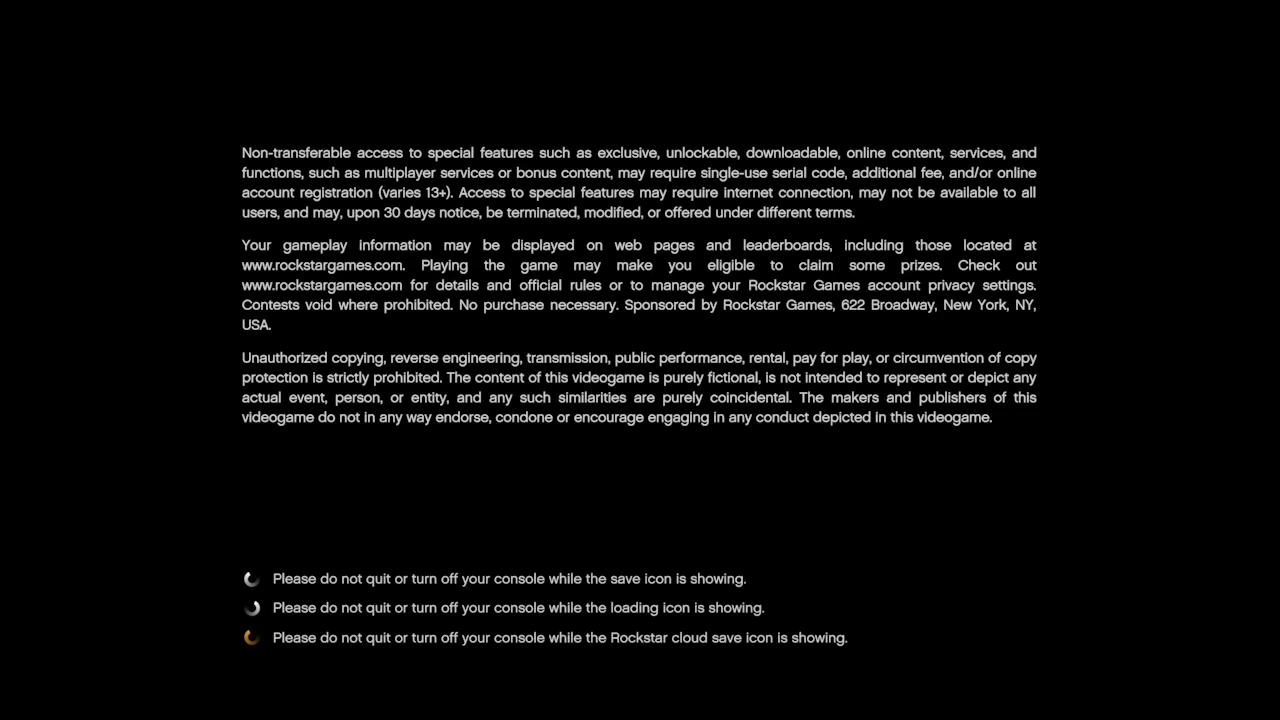 Non-transferable access to special features such as exclusive, unlockable, downloadable, online content, services, and
functions, such as multiplayer services or bonus content, may require single-use serial code, additional fee, and/or online
account registration (varies 13+). Access to special features may require internet connection, may not be available to all
users, and may, upon 30 days notice, be terminated, modified, or offered under different terms.
Your gameplay information may be displayed on web pages and leaderboards, including those located at
www.rockstargames.com. Playing the game may make you eligible to claim some prizes. Check out
www.rockstargames.com for details and official rules or to manage your Rockstar Games account privacy settings.
Contests void where prohibited. No purchase necessary. Sponsored by Rockstar Games, 622 Broadway, New York, NY,
USA.
Unauthorized copying, reverse engineering, transmission, public performance, rental, pay for play, or circumvention of copy
protection is strictly prohibited. The content of this videogame is purely fictional, is not intended to represent or depict any
actual event, person, or entity, and any such similarities are purely coincidental. The makers and publishers of this
videogame do not in any way endorse, condone or encourage engaging in any conduct depicted in this videogame.
Please do not quit or turn off your console while the save icon is showing.
Please do not quit or turn off your console while the loading icon is showing.
Please do not quit or turn off your console while the Rockstar cloud save icon is showing.